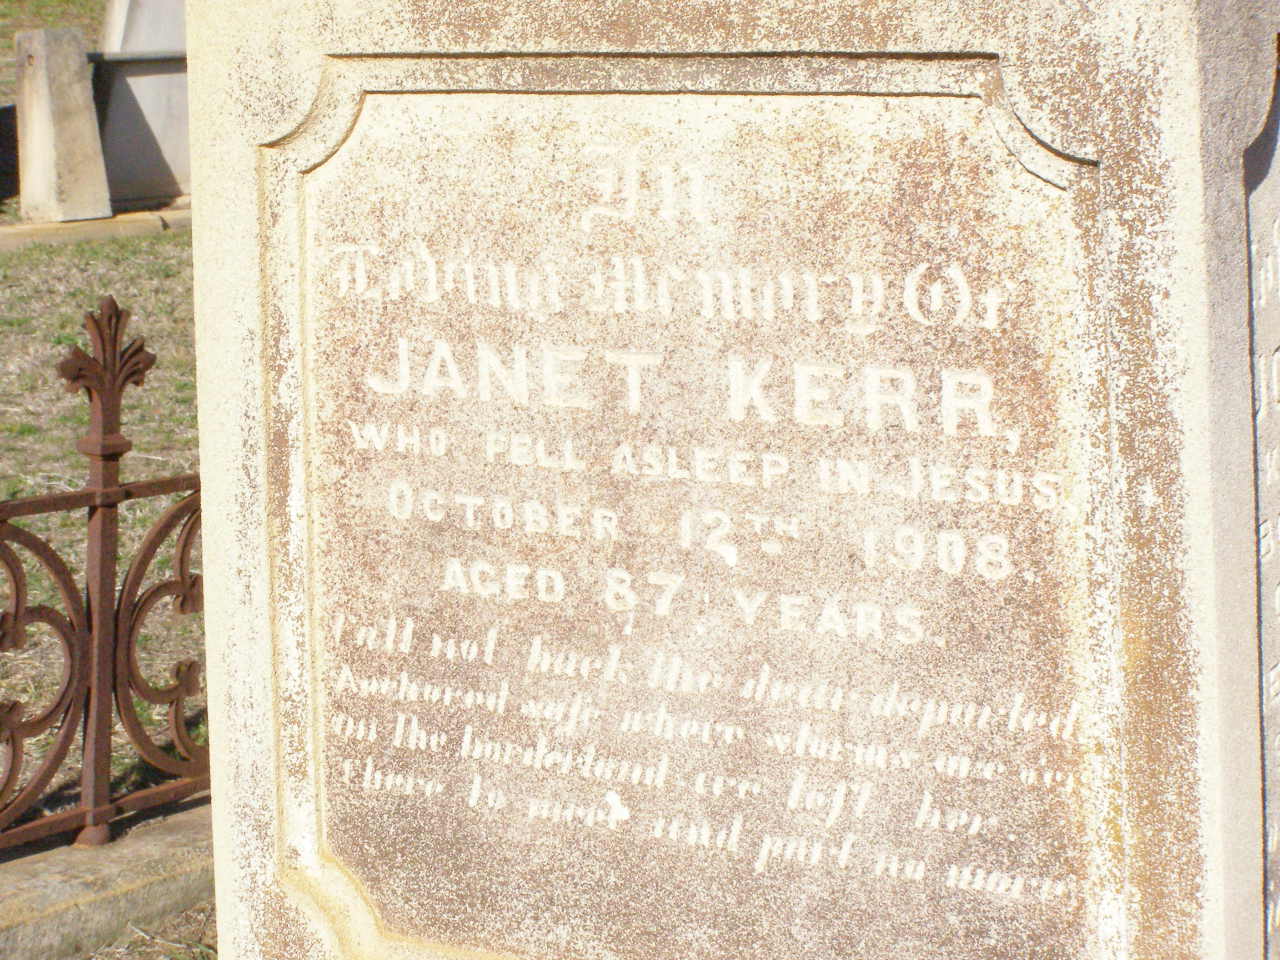 In
Loving Memory Of
JANET KERR,
WHO FELL ASLEEP IN JESUS
OCTOBER 12TH 1908
AGED 87 YEARS.
Call not back the dear departed
Anchored safe where storms are o'er
on the borderland we left her
there to meet and part no more